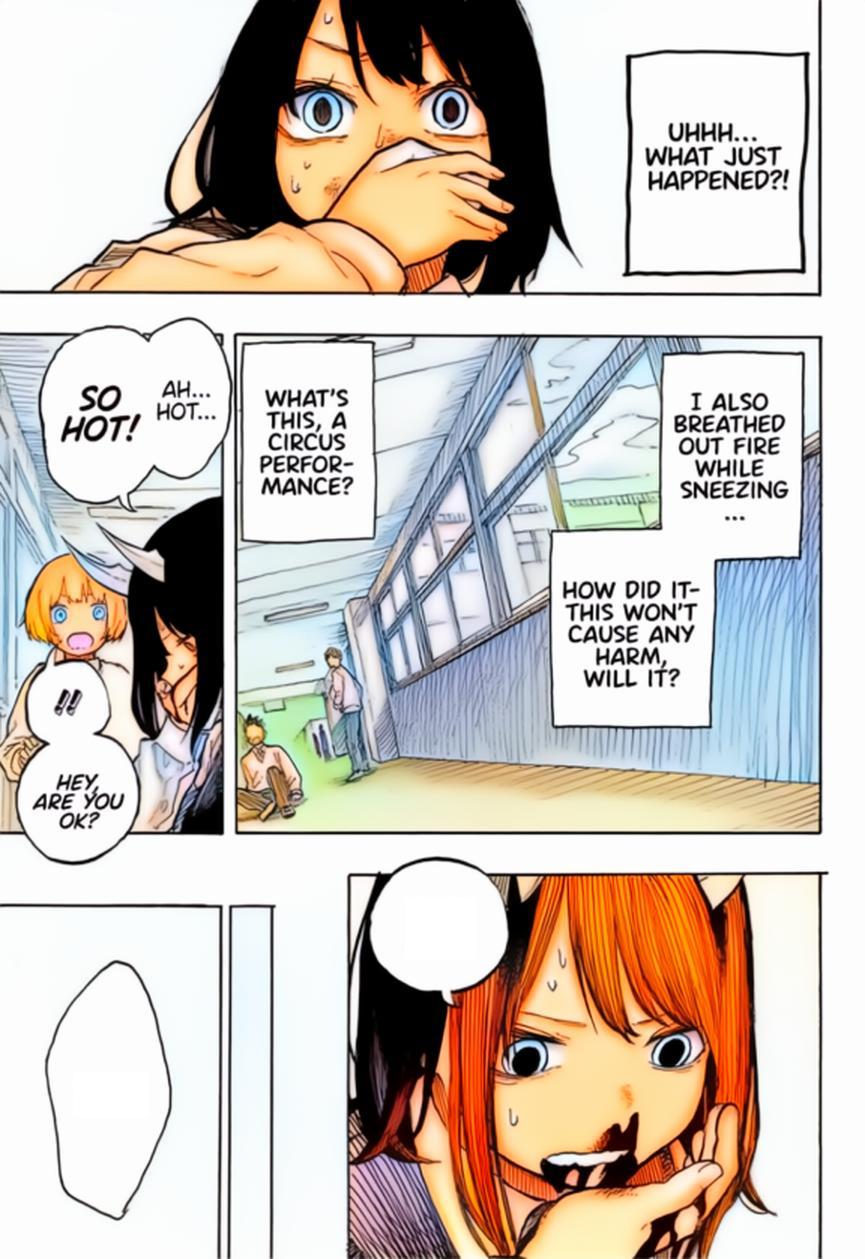 UHHH...
WHAT JUST
HAPPENED?!
I ALSO
BREATHED
OUT FIRE
WHILE
SNEEZING
...
HOW DID IT-
THIS WON'T
CAUSE ANY
HARM,
WILL IT?
WHAT'S
THIS, A
CIRCUS
PERFOR-
MANCE?
AH...
HOT...
SO
HOT!
!!
HEY,
ARE YOU
OK?